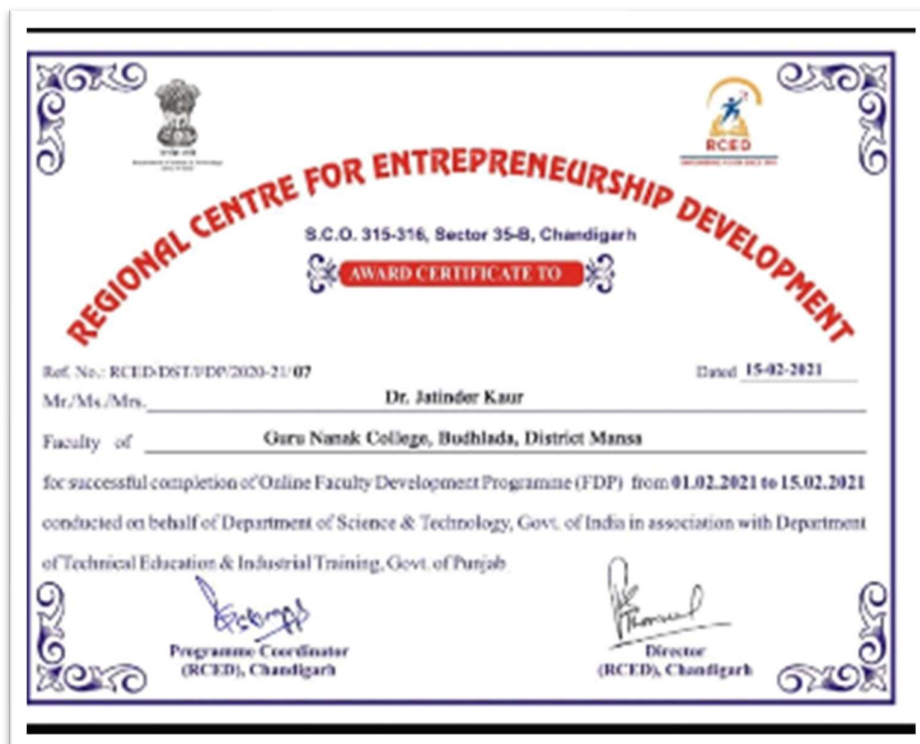 RCED
REGIONAL CENTRE FOR ENTREPRENEURSHIP DEVELOPMENT
S.C.O. 315-316, Sector 35-B, Chandigarh
AWARD CERTIFICATE TO
Ref. No.: RCED/DST/FDP/2020-21/07 Dated 15-02-2021
Mr./Ms./Mrs. Dr. Jatinder Kaur
Faculty of Guru Nanak College, Budhlada, District Mansa
for successful completion of Online Faculty Development Programme (FDP) from 01.02.2021 to 15.02.2021
conducted on behalf of Department of Science & Technology, Govt. of India in association with Department
of Technical Education & Industrial Training, Govt. of Punjab
Programme Coordinator
(RCED), Chandigarh
Director
(RCED), Chandigarh